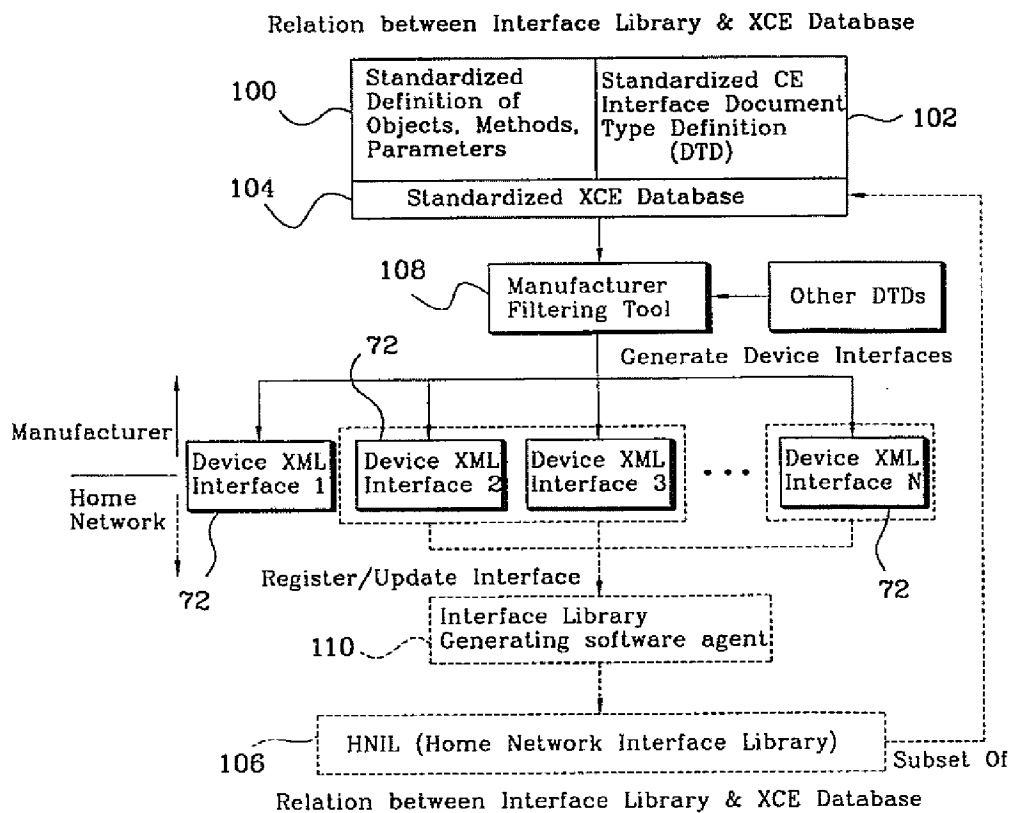 Relation between Interface Library & XCE Database
100
Standardized
Definition of
Objects, Methods,
Parameters
Standardized CE
Interface Document
Type Definition
(DTD)
102
104
Standardized XCE Database
108
Manufacturer
Filtering Tool
Other DTDs
72
Generate Device Interfaces
Manufacturer
Home
Network
Device XML
Interface 1
Device XML
Interface 2
Device XML
Interface 3
Device XML
Interface N
72
72
Register/Update Interface
110
Interface Library
Generating software agent
106
HNIL (Home Network Interface Library)
Subset Of
Relation between Interface Library & XCE Database